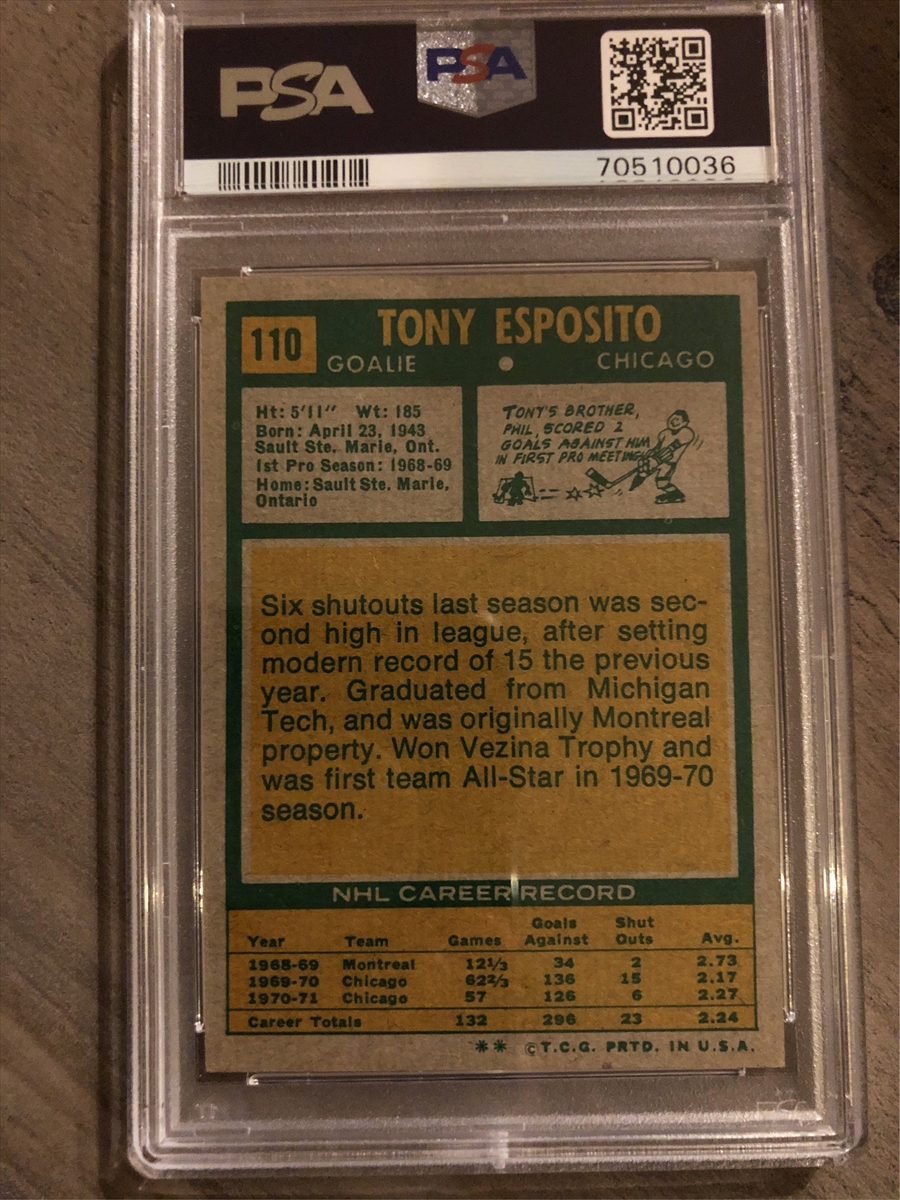 PSA
PSA
70510036
110
TONY ESPOSITO
GOALIE
CHICAGO
Ht: 5'11" Wt: 185
Born: April 23, 1943
Sault Ste. Marie, Ont.
1st Pro Season: 1968-69
Home: Sault Ste. Marie,
Ontario
TONY'S BROTHER,
PHIL, SCORED 2
GOALS AGAINST HIM
IN FIRST PRO MEETING.
Six shutouts last season was sec-
ond high in league, after setting
modern record of 15 the previous
year. Graduated from Michigan
Tech, and was originally Montreal
property. Won Vezina Trophy and
was first team All-Star in 1969-70
season.
NHL CAREER RECORD
Year Team Games Goals Against Shut Outs Avg.
1968-69 Montreal 12⅓ 34 2 2.73
1969-70 Chicago 62⅔ 136 15 2.17
1970-71 Chicago 57 126 6 2.27
Career Totals 132 296 23 2.24
** ©T.C.G. PRTD. IN U.S.A.